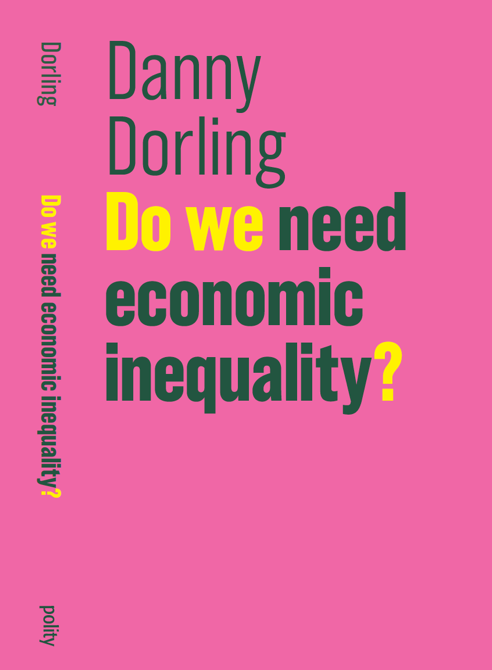 Dorling
Do we need economic inequality?
polity
Danny
Dorling
Do we need
economic
inequality?